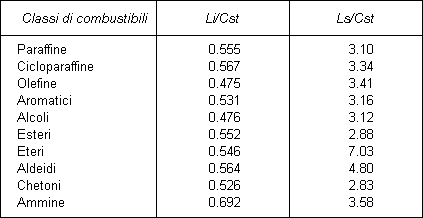 Classi di combustibili Li/Cst Ls/Cst
Paraffine 0.555 3.10
Cicloparaffine 0.567 3.34
Olefine 0.475 3.41
Aromatici 0.531 3.16
Alcoli 0.476 3.12
Esteri 0.552 2.88
Eteri 0.546 7.03
Aldeidi 0.564 4.80
Chetoni 0.526 2.83
Ammine 0.692 3.58